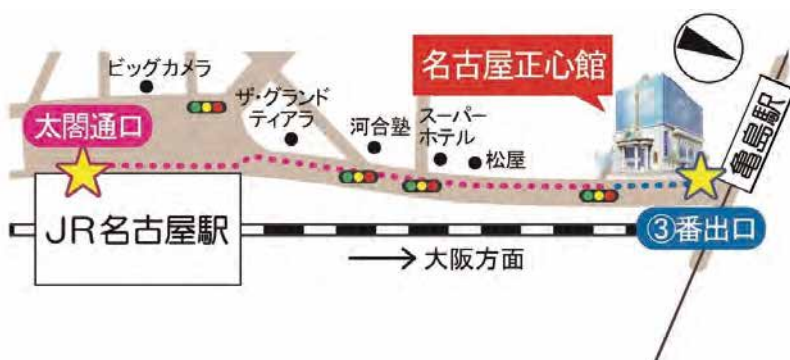 ビッグカメラ
太閤通口
ザ・グランド
ティアラ
河合塾
スーパー
ホテル
松屋
名古屋正心館
亀島駅
③番出口
JR名古屋駅
→大阪方面